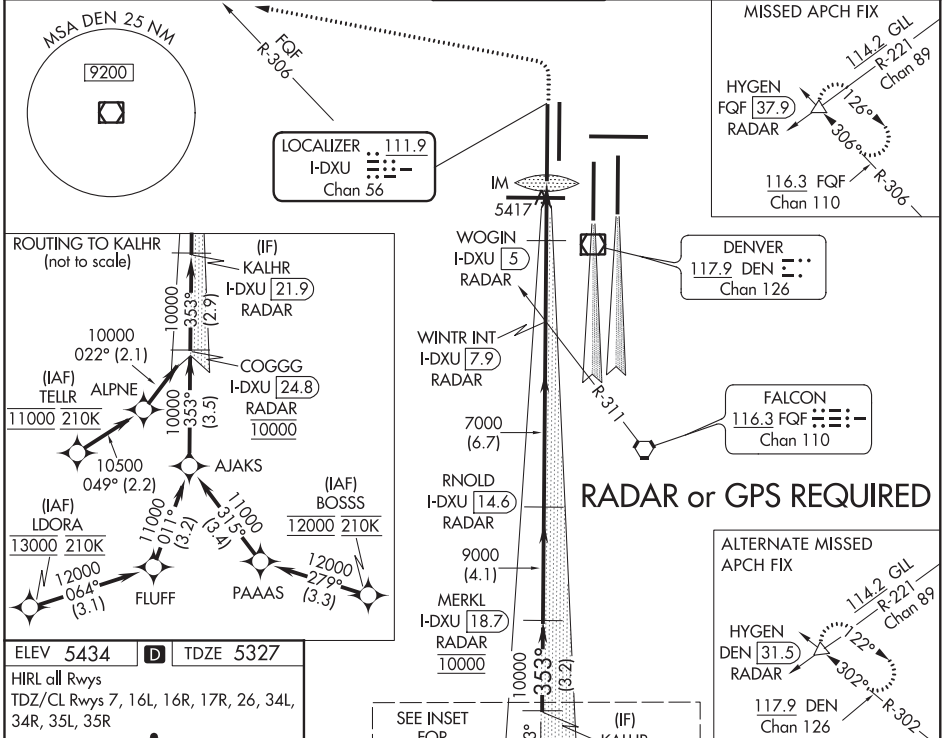 MSA DEN 25 NM
9200
FQF
R-306
LOCALIZER 111.9
I-DXU
Chan 56
MISSED APCH FIX
114.2 GLL
R-221
Chan 89
HYGEN
FQF 37.9
RADAR
126°
306°
116.3 FQF
Chan 110
R-306
IM
5417
WOGIN
I-DXU 5
RADAR
DENVER
117.9 DEN
Chan 126
WINTR INT
I-DXU 7.9
RADAR
R-311
FALCON
116.3 FQF
Chan 110
7000
(6.7)
RNOLD
I-DXU 14.6
RADAR
RADAR or GPS REQUIRED
9000
(4.1)
MERKL
I-DXU 18.7
RADAR
10000
10000
353°
(3.2)
ROUTING TO KALHR
(not to scale)
(IF)
KALHR
I-DXU 21.9
RADAR
10000
353°
(2.9)
10000
022° (2.1)
COGGG
I-DXU 24.8
RADAR
10000
(IAF)
TELLR
11000 210K
ALPNE
10000
353°
(3.5)
10500
049° (2.2)
AJAKS
(IAF)
LDORA
13000 210K
11000
011°
(3.2)
11000
315°
(3.4)
(IAF)
BOSSS
12000 210K
12000
064°
(3.1)
FLUFF
PAAAS
12000
279°
(3.3)
ALTERNATE MISSED
APCH FIX
114.2 GLL
R-221
Chan 89
HYGEN
DEN 31.5
RADAR
122°
302°
117.9 DEN
Chan 126
R-302
ELEV 5434 D TDZE 5327
HIRL all Rwys
TDZ/CL Rwys 7, 16L, 16R, 17R, 26, 34L,
34R, 35L, 35R
SEE INSET
FOR
(IF)
KALHR